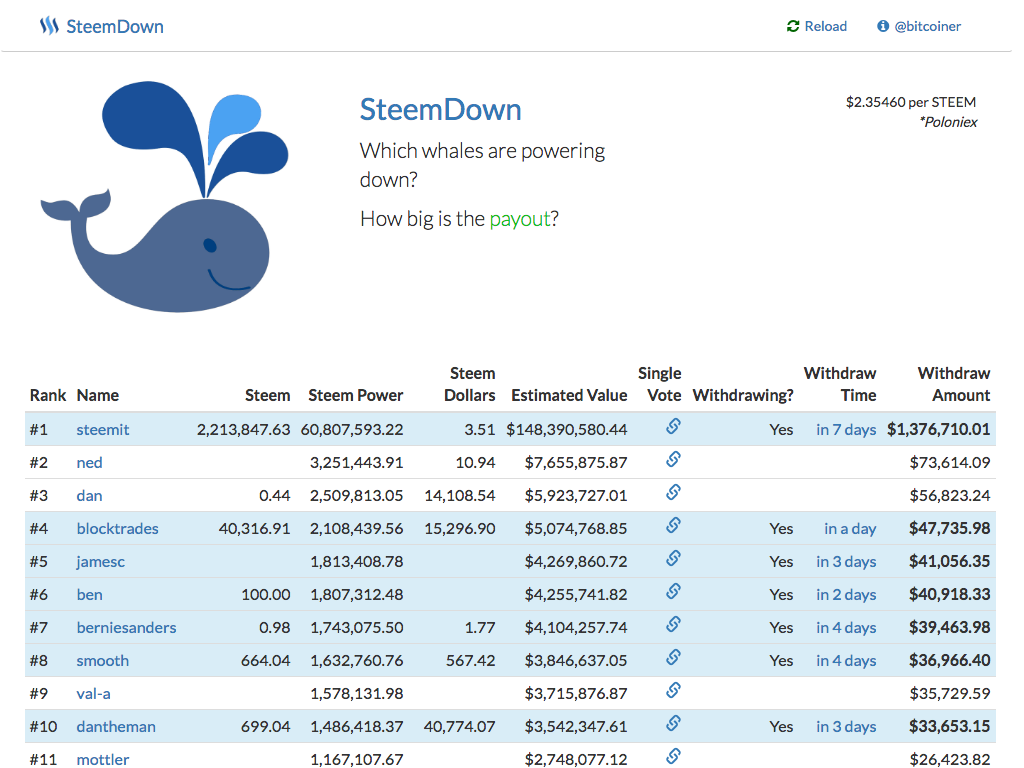 SteemDown
Reload @bitcoiner
SteemDown
Which whales are powering
down?
How big is the payout?
$2.35460 per STEEM
*Poloniex
Rank Name Steem Steem Power Steem Dollars Estimated Value Single Vote Withdrawing? Withdraw Time Withdraw Amount
#1 steemit 2,213,847.63 60,807,593.22 3.51 $148,390,580.44 Yes in 7 days $1,376,710.01
#2 ned 3,251,443.91 10.94 $7,655,875.87 $73,614.09
#3 dan 0.44 2,509,813.05 14,108.54 $5,923,727.01 $56,823.24
#4 blocktrades 40,316.91 2,108,439.56 15,296.90 $5,074,768.85 Yes in a day $47,735.98
#5 jamesc 1,813,408.78 $4,269,860.72 Yes in 3 days $41,056.35
#6 ben 100.00 1,807,312.48 $4,255,741.82 Yes in 2 days $40,918.33
#7 berniesanders 0.98 1,743,075.50 1.77 $4,104,257.74 Yes in 4 days $39,463.98
#8 smooth 664.04 1,632,760.76 567.42 $3,846,637.05 Yes in 4 days $36,966.40
#9 val-a 1,578,131.98 $3,715,876.87 $35,729.59
#10 dantheman 699.04 1,486,418.37 40,774.07 $3,542,347.61 Yes in 3 days $33,653.15
#11 mottler 1,167,107.67 $2,748,077.12 $26,423.82